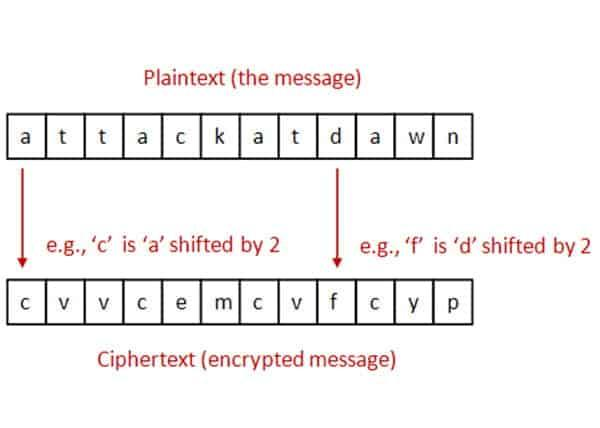 Plaintext (the message)
a t t a c k a t d a w n
e.g., ‘c’ is ‘a’ shifted by 2 e.g., ‘f’ is ‘d’ shifted by 2
c v v c e m c v f c y p
Ciphertext (encrypted message)